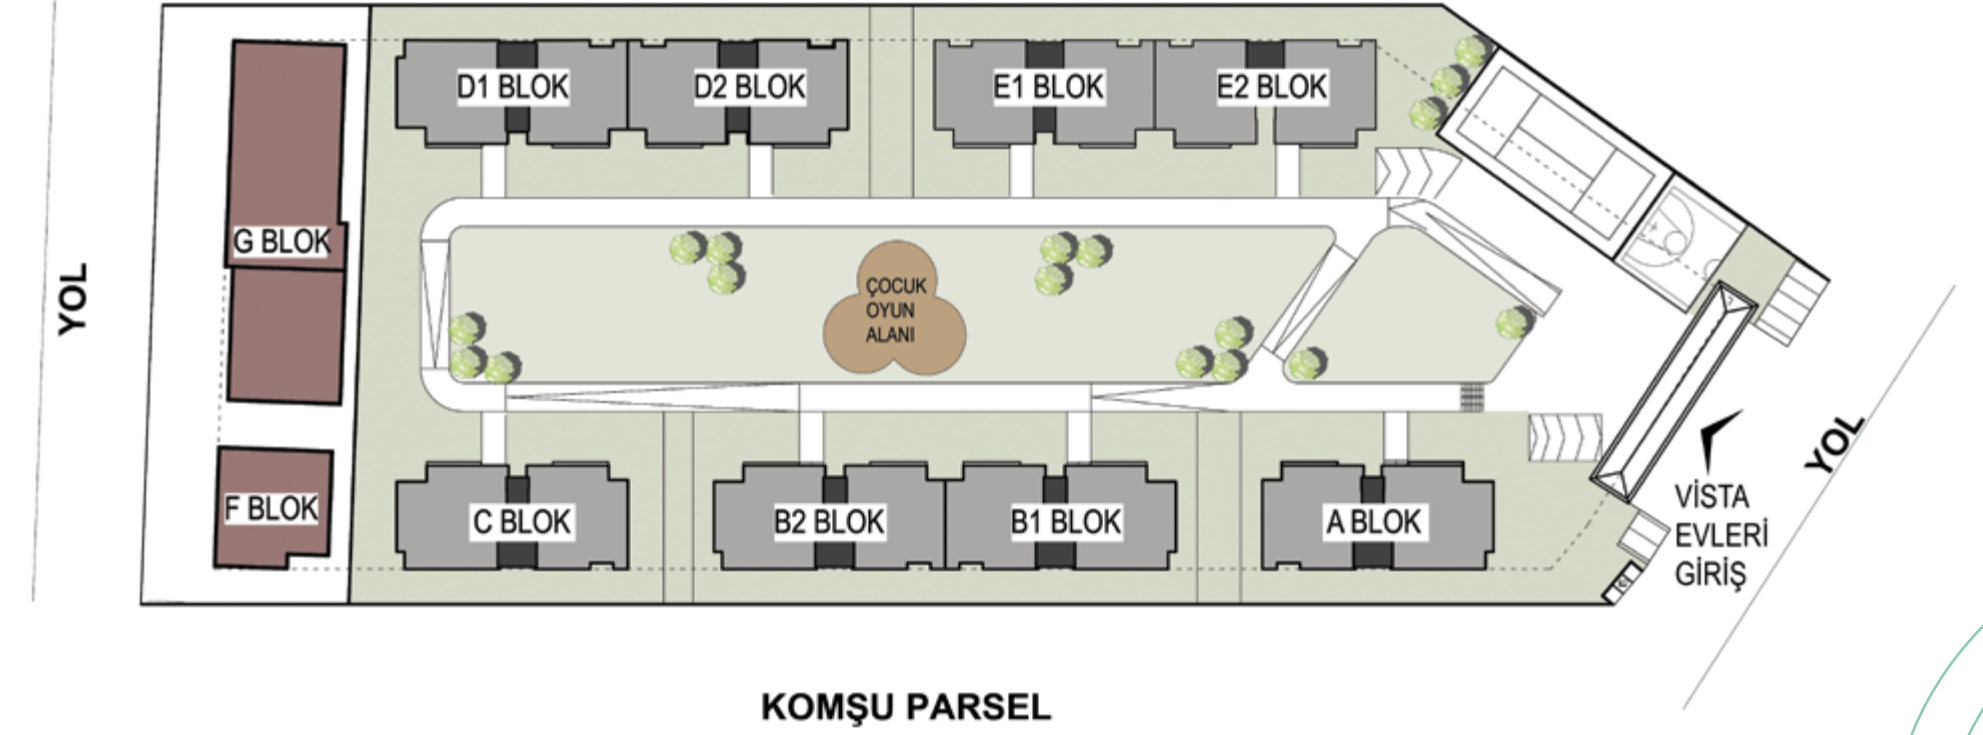 D1 BLOK
D2 BLOK
E1 BLOK
E2 BLOK
G BLOK
YOL
ÇOCUK
OYUN
ALANI
F BLOK
C BLOK
B2 BLOK
B1 BLOK
A BLOK
YOL
VİSTA
EVLERİ
GİRİŞ
KOMŞU PARSEL